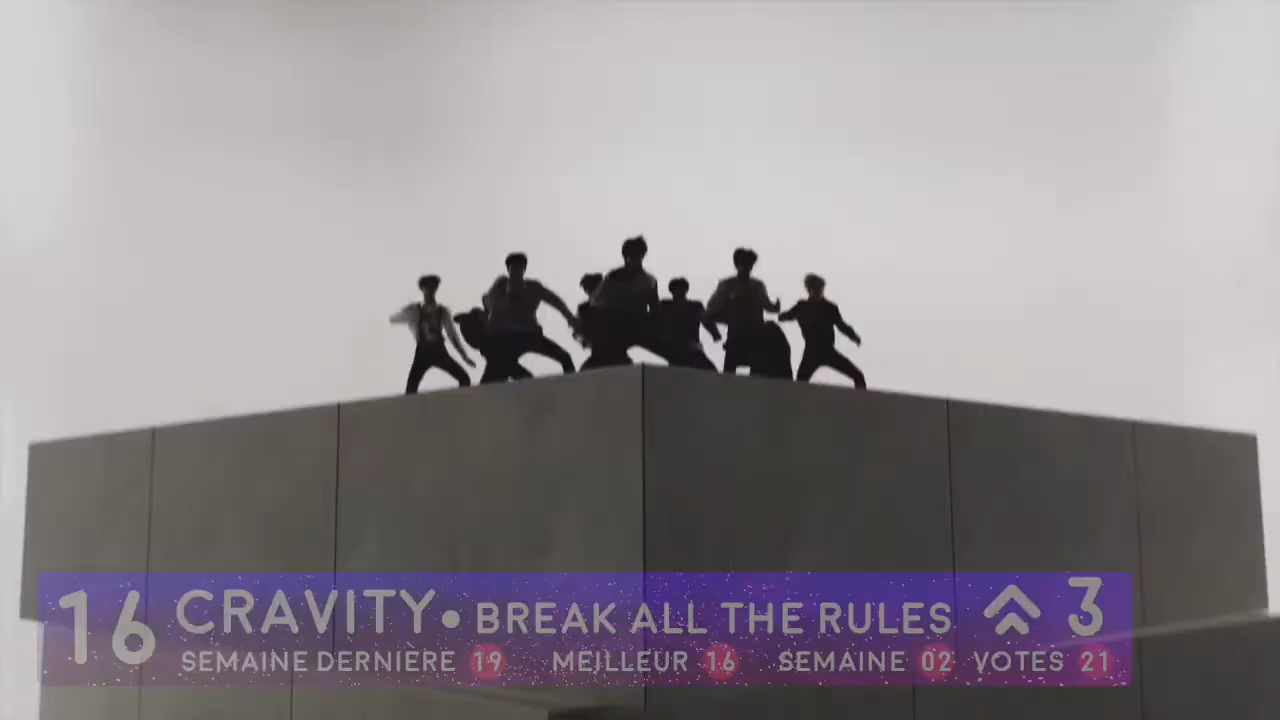 16 CRAVITY • BREAK ALL THE RULES 3
SEMAINE DERNIÈRE 19 MEILLEUR 16 SEMAINE 02 VOTES 21